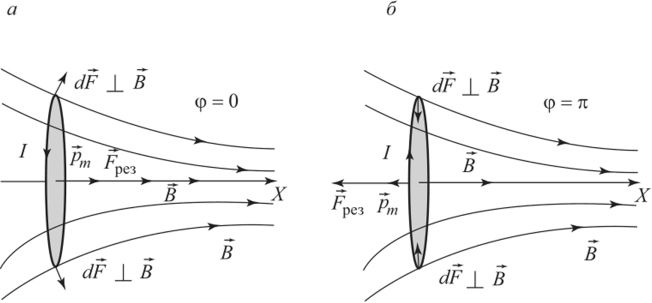 а
dF⃗ ⊥ B⃗
φ = 0
I
p⃗m
F⃗рез
B⃗
X
B⃗
dF⃗ ⊥ B⃗
б
dF⃗ ⊥ B⃗
φ = π
I
B⃗
F⃗рез
p⃗m
X
B⃗
dF⃗ ⊥ B⃗